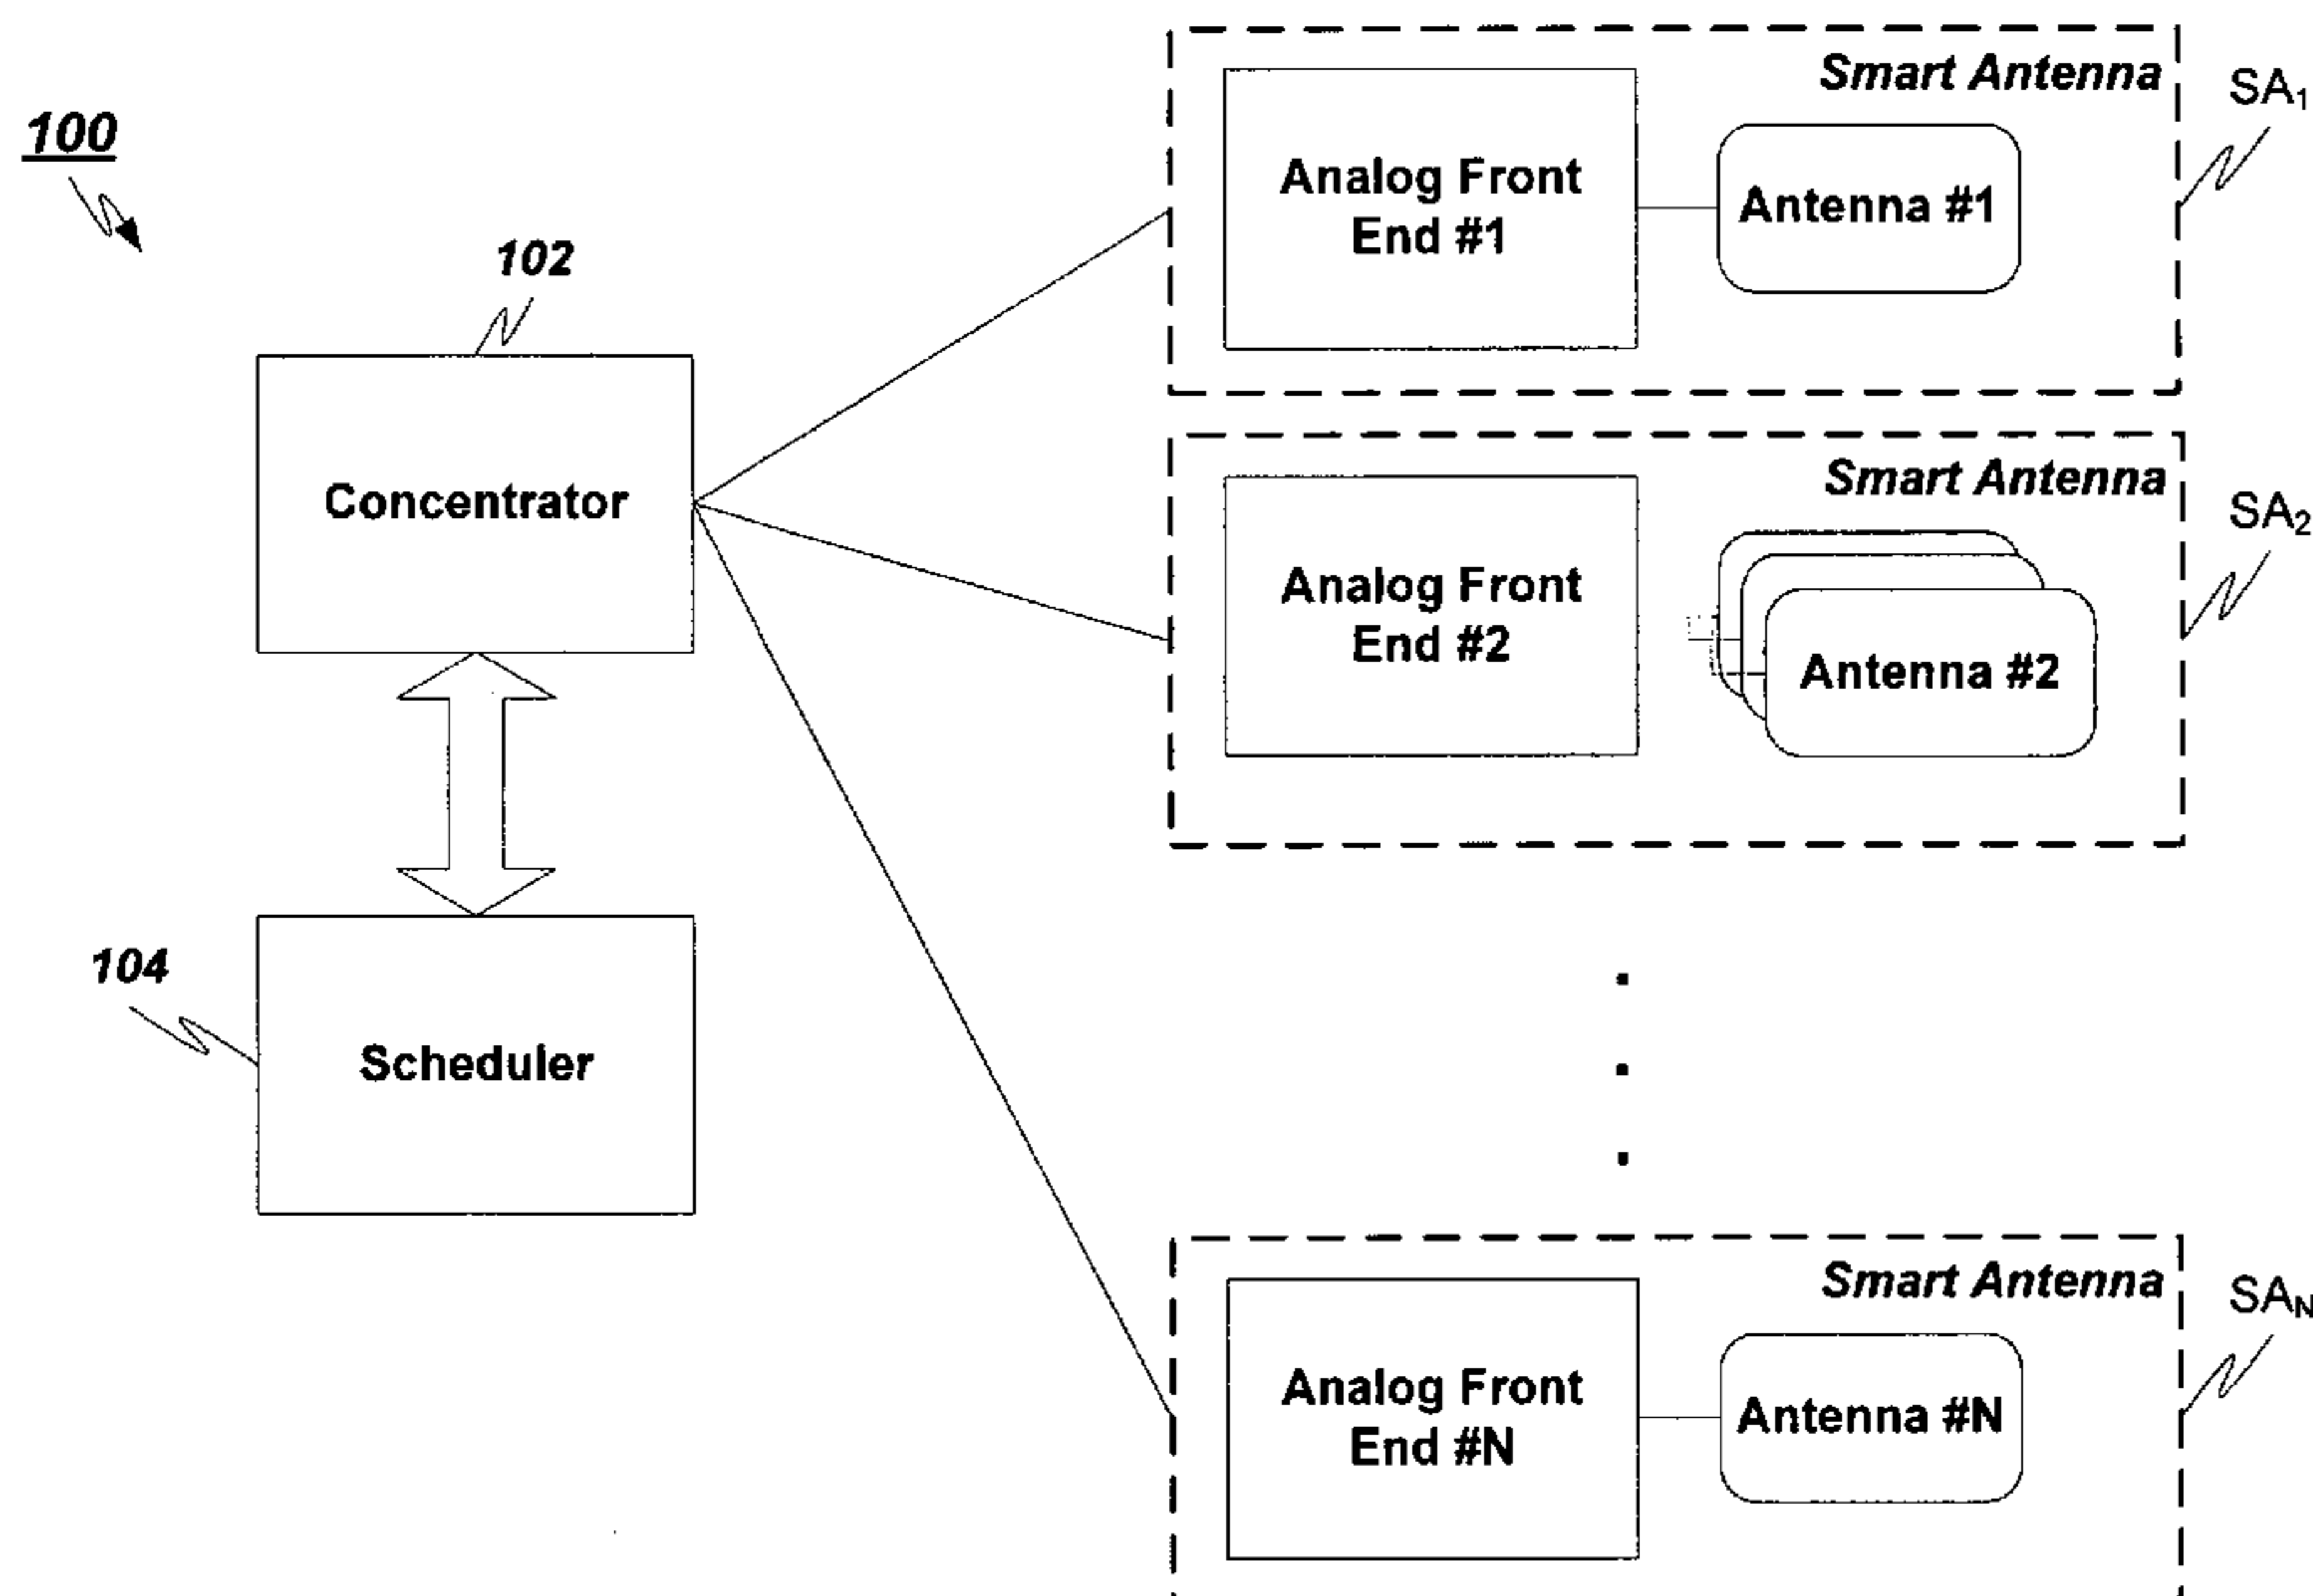 100
102
Concentrator
104
Scheduler
Smart Antenna
SA₁
Analog Front
End #1
Antenna #1
Smart Antenna
SA₂
Analog Front
End #2
Antenna #2
Smart Antenna
SAN
Analog Front
End #N
Antenna #N